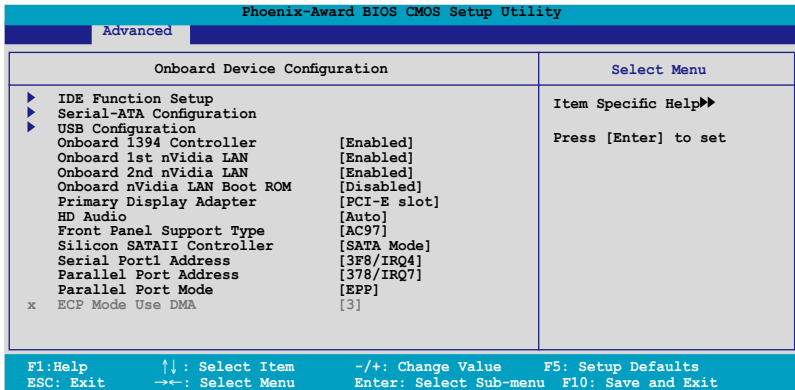 Phoenix-Award BIOS CMOS Setup Utility
Advanced
Onboard Device Configuration
Select Menu
IDE Function Setup
Serial-ATA Configuration
USB Configuration
Onboard 1394 Controller [Enabled]
Onboard 1st nVidia LAN [Enabled]
Onboard 2nd nVidia LAN [Enabled]
Onboard nVidia LAN Boot ROM [Disabled]
Primary Display Adapter [PCI-E slot]
HD Audio [Auto]
Front Panel Support Type [AC97]
Silicon SATAII Controller [SATA Mode]
Serial Port1 Address [3F8/IRQ4]
Parallel Port Address [378/IRQ7]
Parallel Port Mode [EPP]
x ECP Mode Use DMA [3]
Item Specific Help
Press [Enter] to set
F1:Help ↑↓: Select Item -/+: Change Value F5: Setup Defaults
ESC: Exit →←: Select Menu Enter: Select Sub-menu F10: Save and Exit